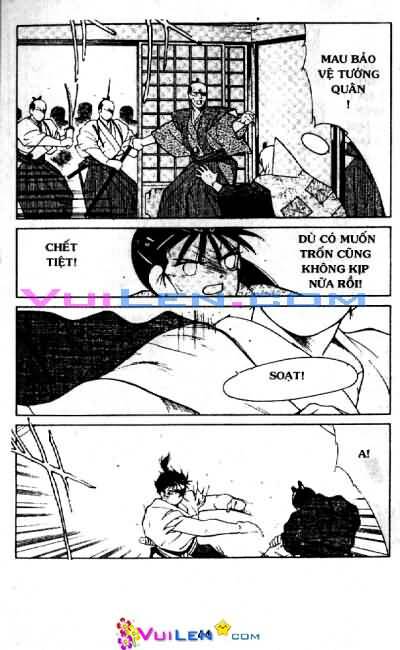 MAU BẢO
VỆ TƯỚNG
QUÂN
!
CHẾT
TIỆT!
DÙ CÓ MUỐN
TRỐN CŨNG
KHÔNG KỊP
NỮA RỒI!
VUILEN.COM
SOẠT!
A!
VUILEN.COM